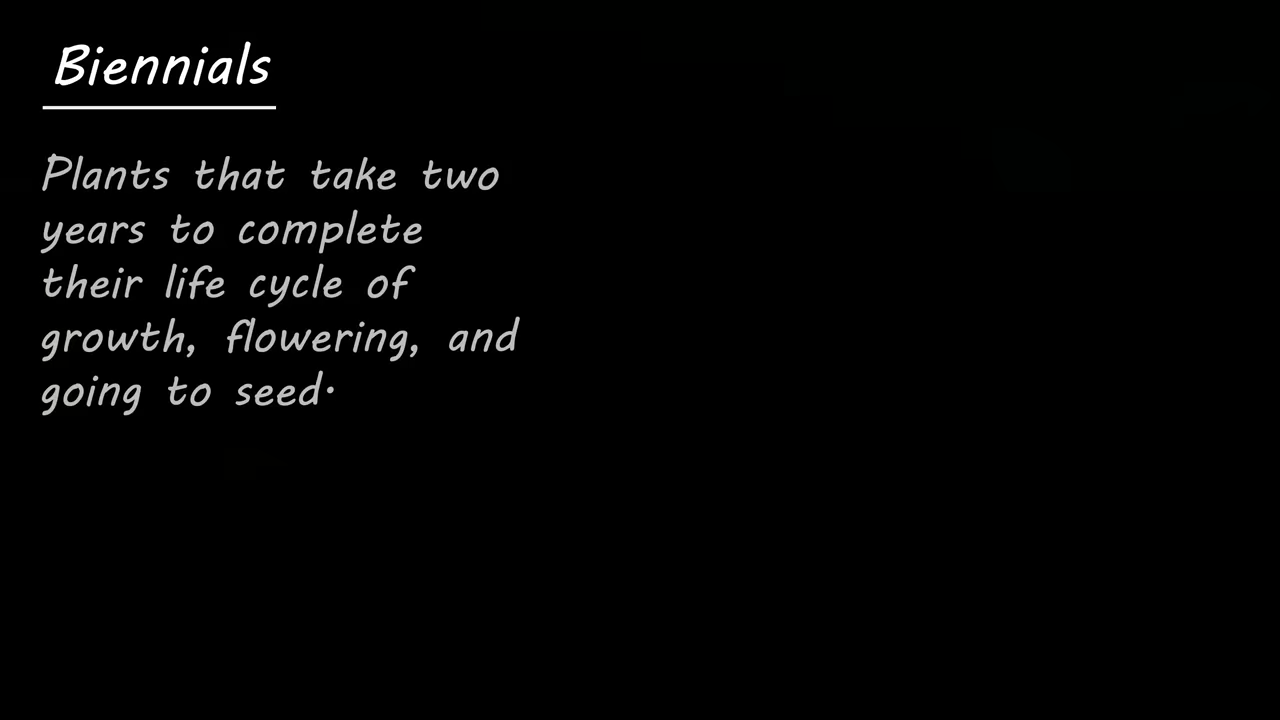 Biennials
Plants that take two
years to complete
their life cycle of
growth, flowering, and
going to seed.